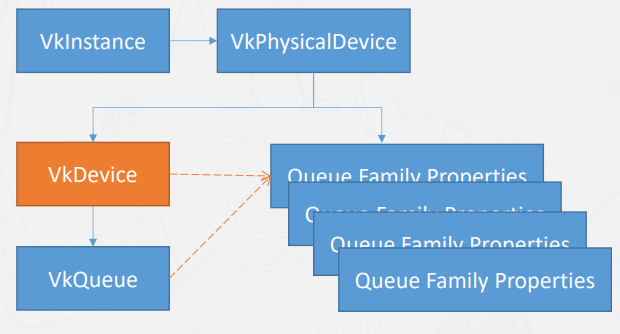 VkInstance
VkPhysicalDevice
VkDevice
Queue Family Properties
Queue Family Properties
Queue Family Properties
VkQueue
Queue Family Properties